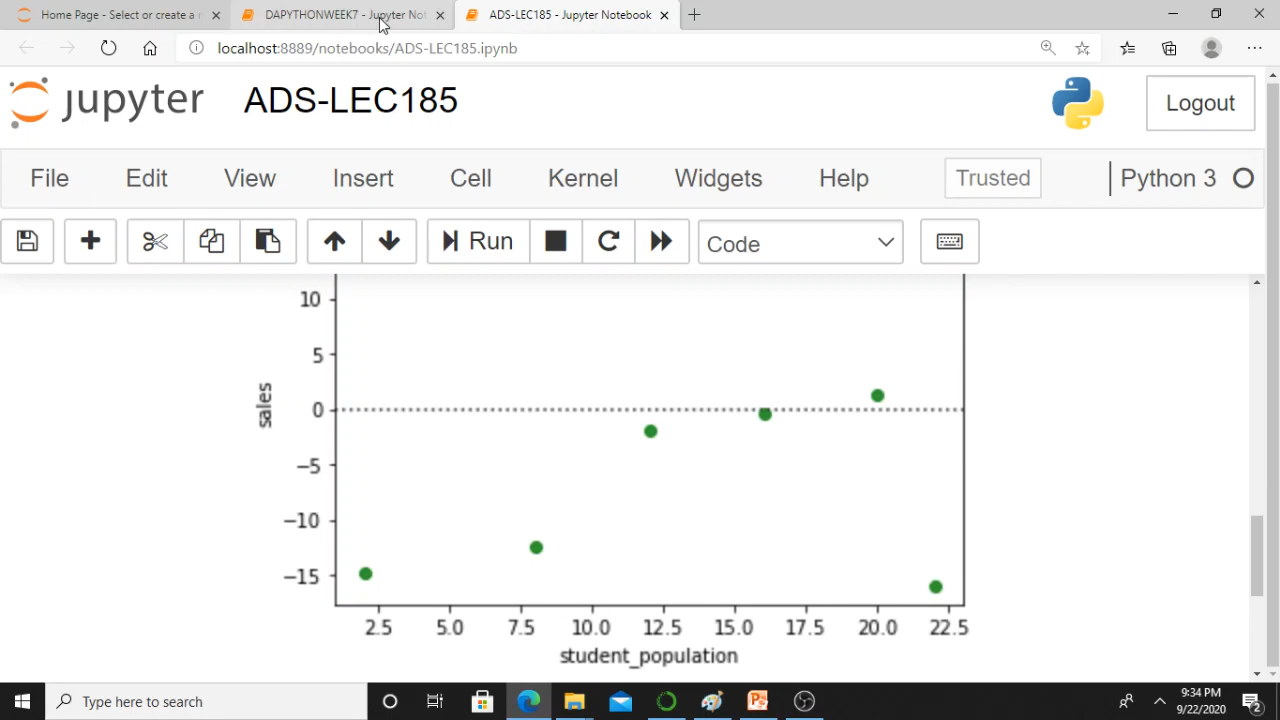 Home Page - Select or create a n
DAPYTHONWEEK7 - Jupyter Not
ADS-LEC185 - Jupyter Notebook
localhost:8889/notebooks/ADS-LEC185.ipynb
jupyter ADS-LEC185
Logout
File Edit View Insert Cell Kernel Widgets Help Trusted Python 3
Run Code
10
5
0
−5
−10
−15
sales
2.5 5.0 7.5 10.0 12.5 15.0 17.5 20.0 22.5
student_population
Type here to search
9:34 PM
9/22/2020
2